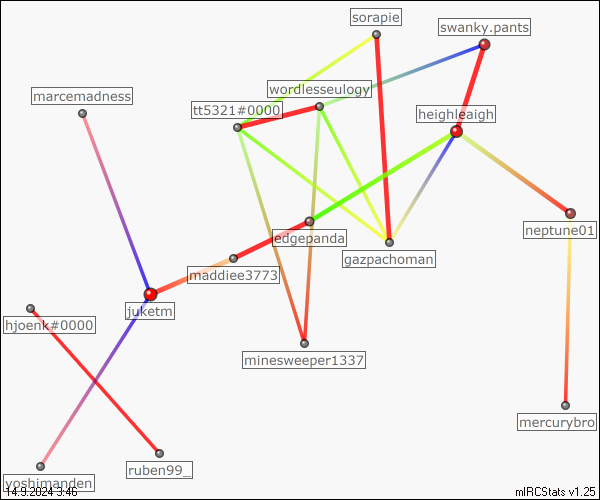 sorapie
swanky.pants
marcemadness
wordlesseulogy
tt5321#0000
heighleaigh
neptune01
edgepanda
gazpachoman
maddiee3773
juketm
hjoenk#0000
minesweeper1337
mercurybro
ruben99_
yoshimanden
14.9.2024 3:46
mIRCStats v1.25